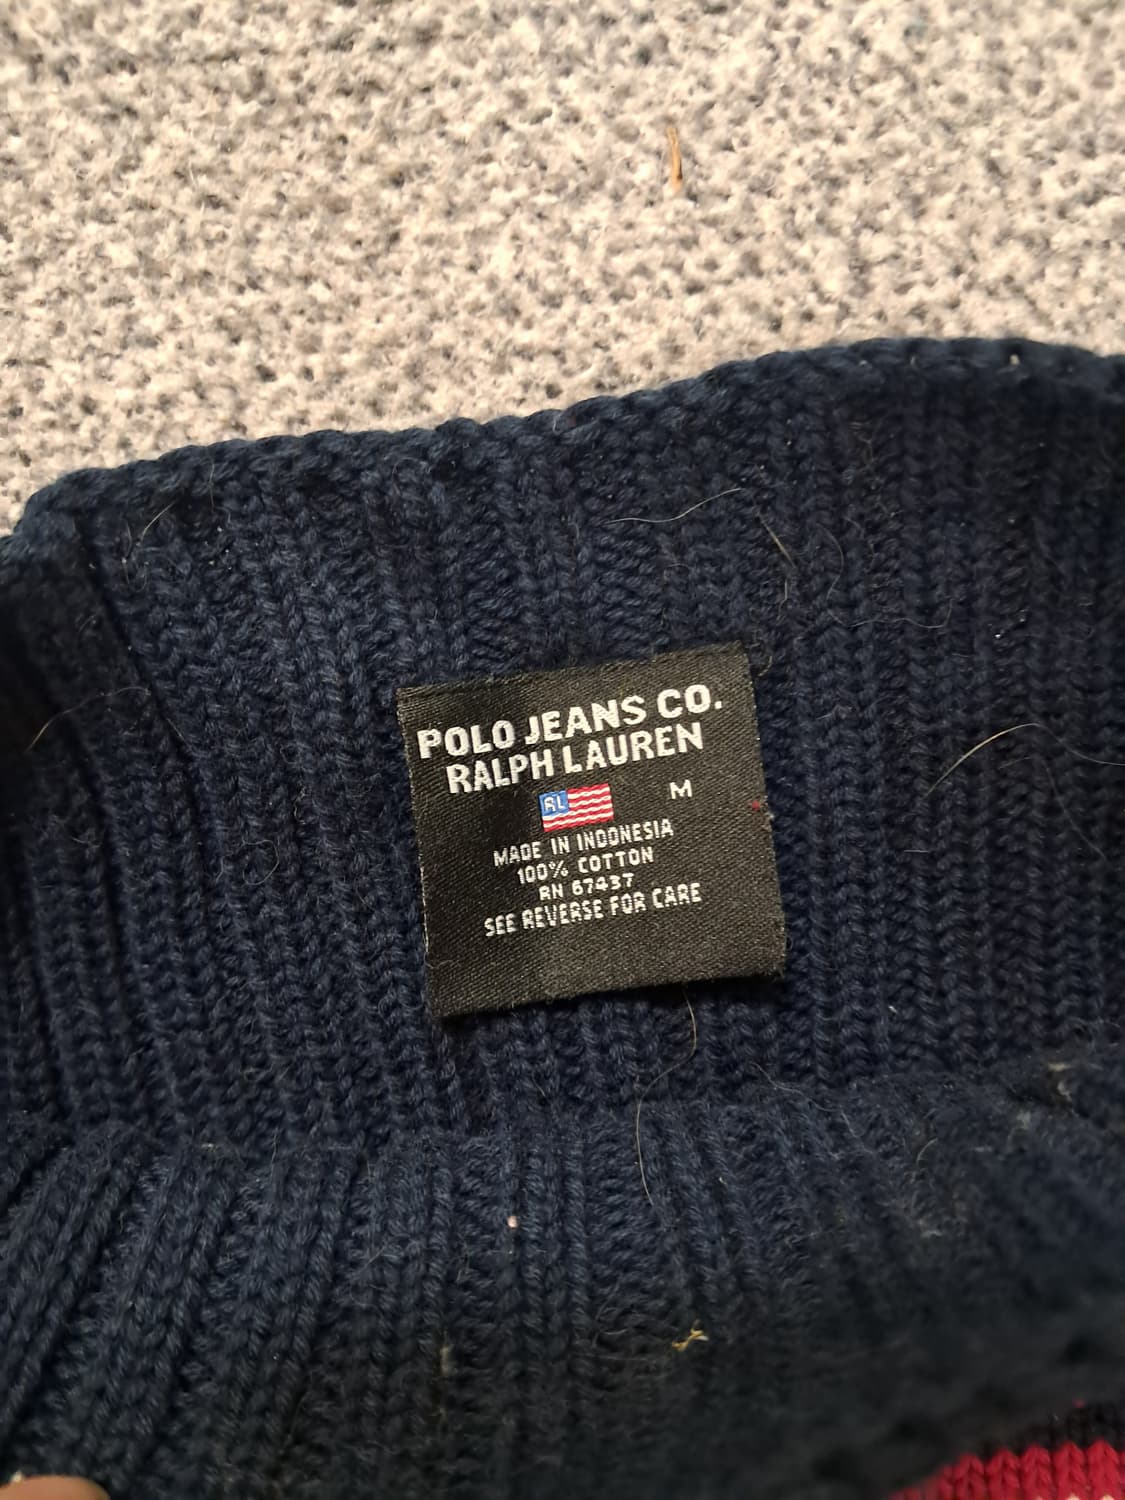 POLO JEANS CO.
RALPH LAUREN
RL M
MADE IN INDONESIA
100% COTTON
RN 67437
SEE REVERSE FOR CARE